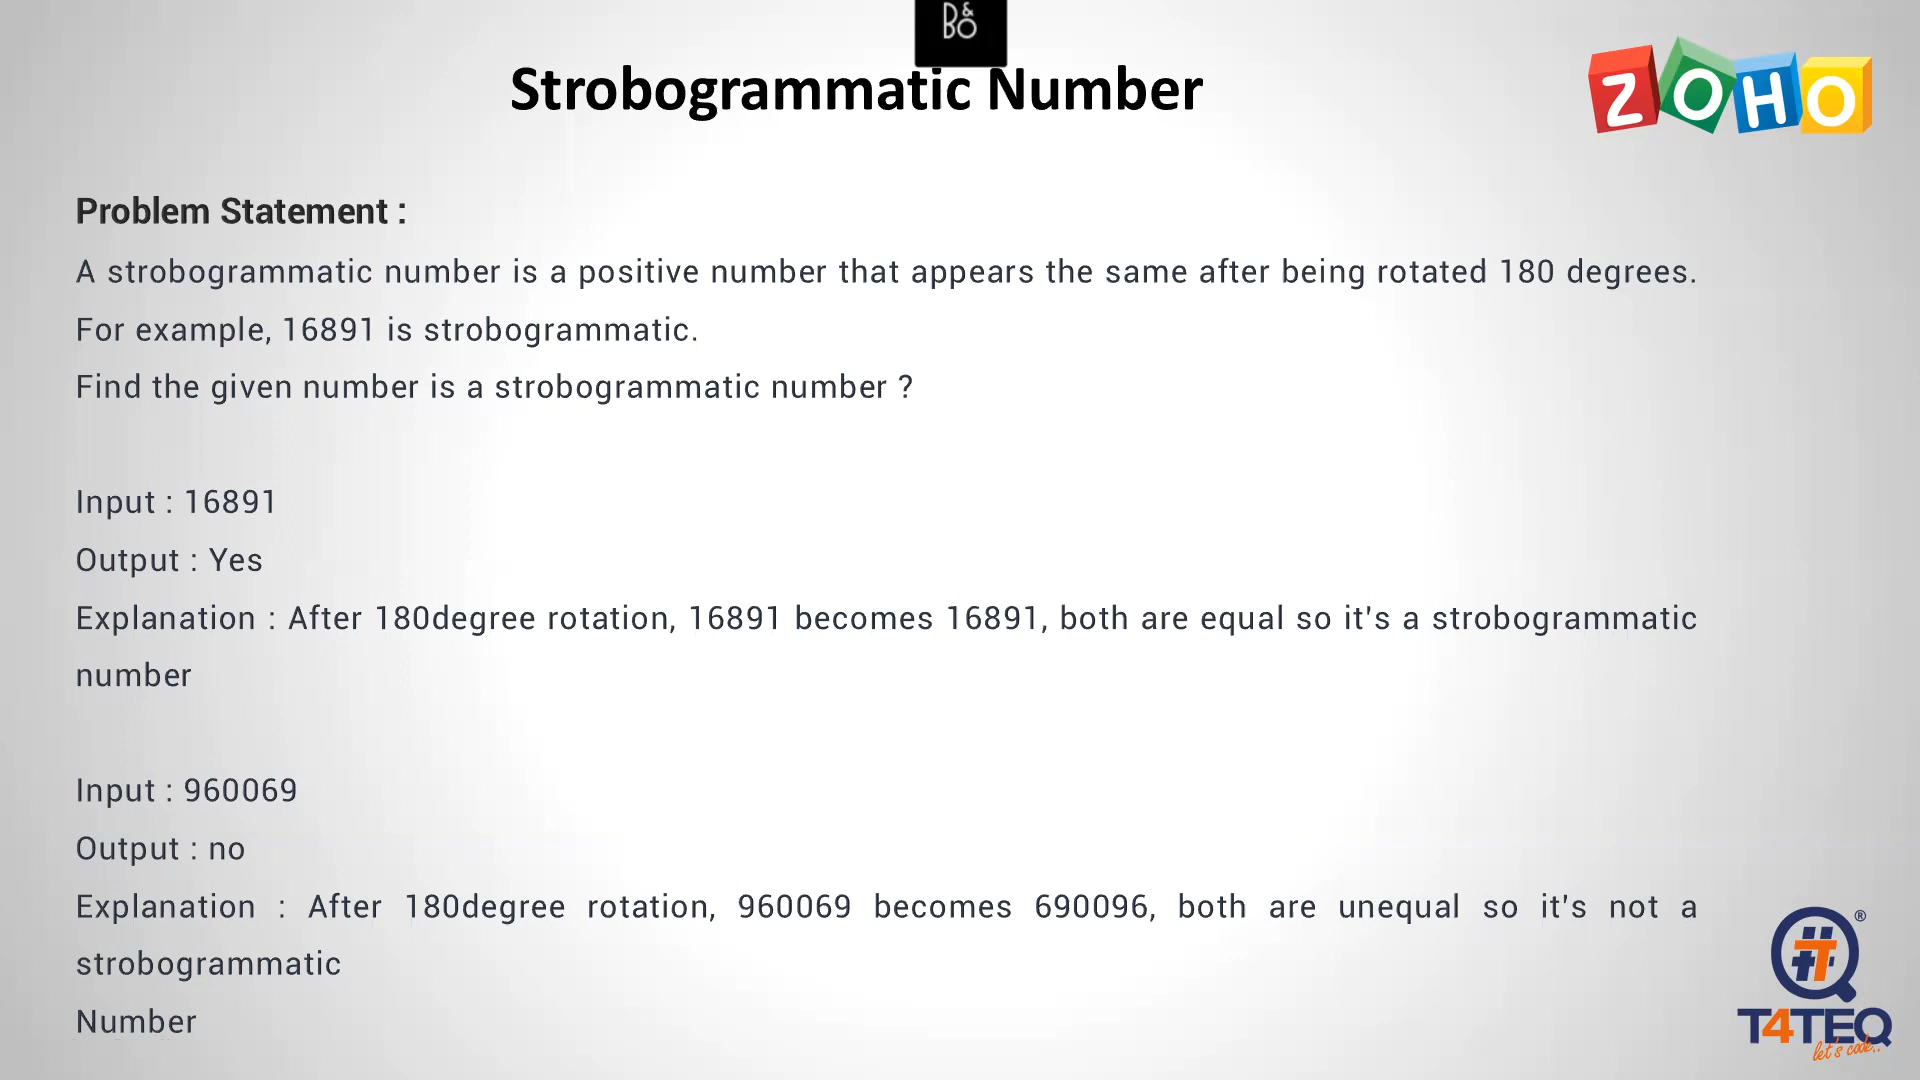 B&O
Strobogrammatic Number
ZOHO
Problem Statement :
A strobogrammatic number is a positive number that appears the same after being rotated 180 degrees.
For example, 16891 is strobogrammatic.
Find the given number is a strobogrammatic number ?
Input : 16891
Output : Yes
Explanation : After 180degree rotation, 16891 becomes 16891, both are equal so it's a strobogrammatic
number
Input : 960069
Output : no
Explanation : After 180degree rotation, 960069 becomes 690096, both are unequal so it's not a
strobogrammatic
Number
#T ®
T4TEQ
let's code..